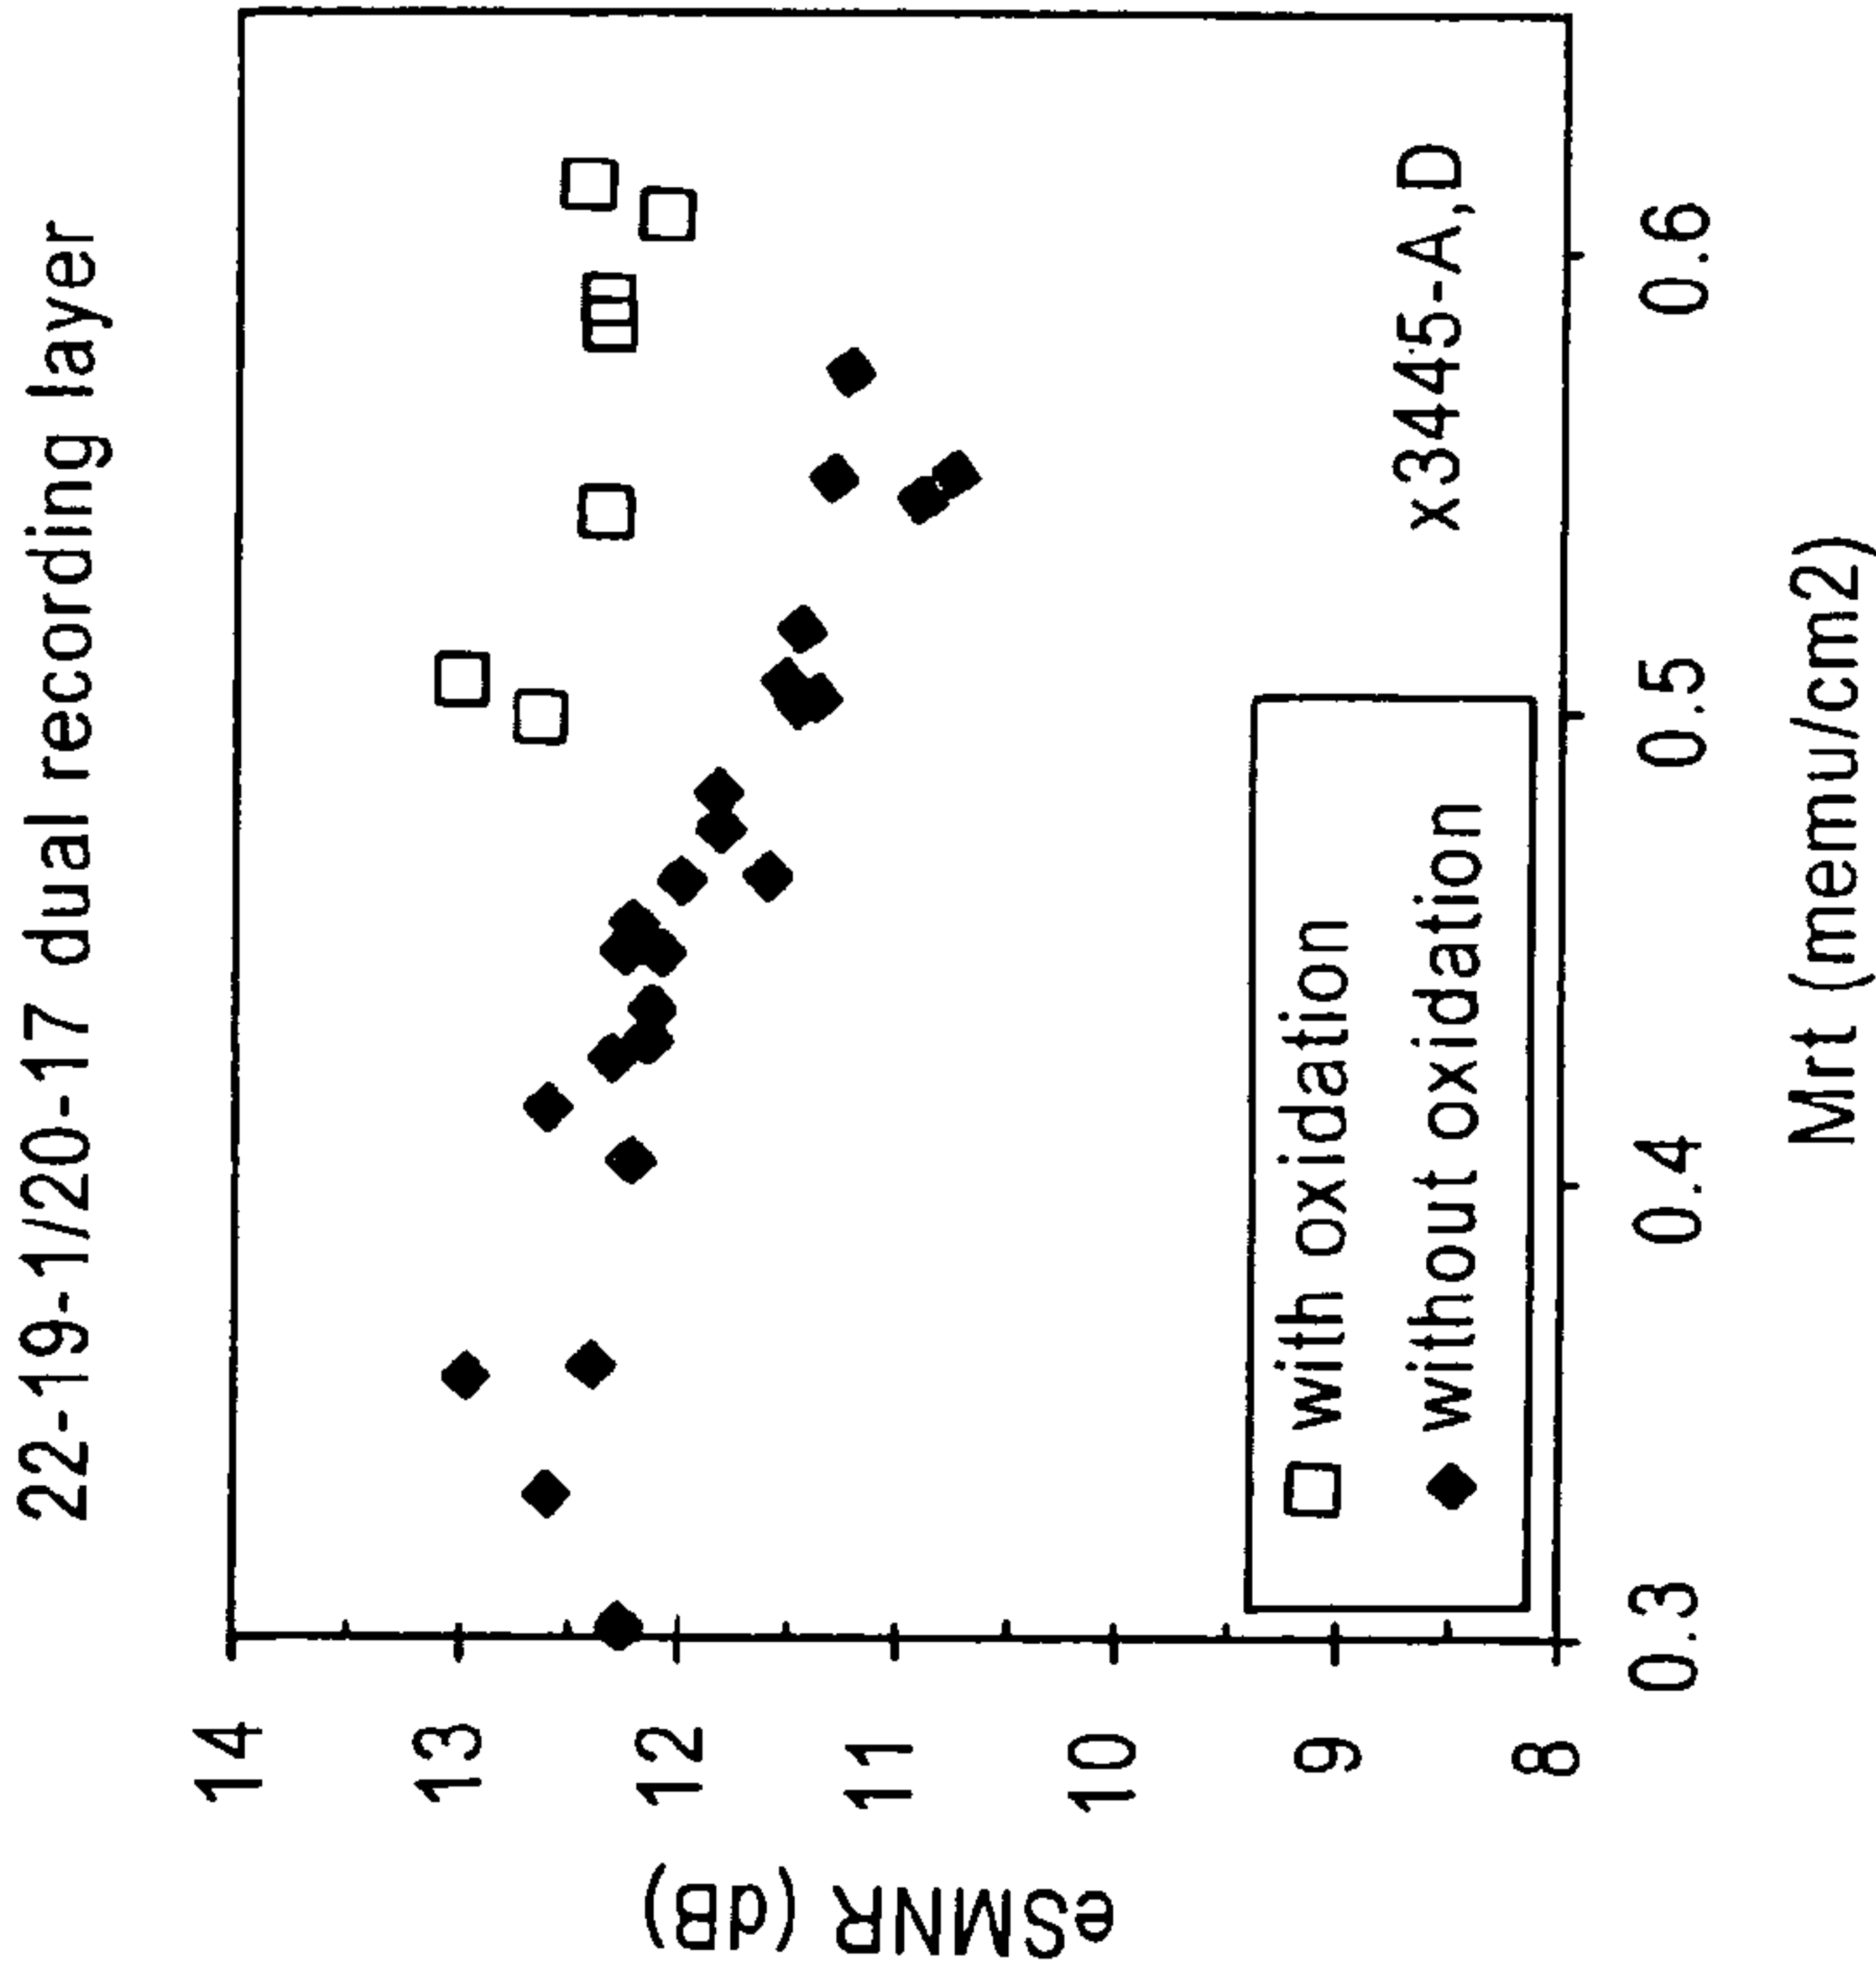 22-19-1/20-17 dual recording layer
eSMNR (dB)
14
13
12
11
10
9
8
with oxidation
without oxidation
x3445-A,D
0.3
0.4
0.5
0.6
Mrt (memu/cm2)